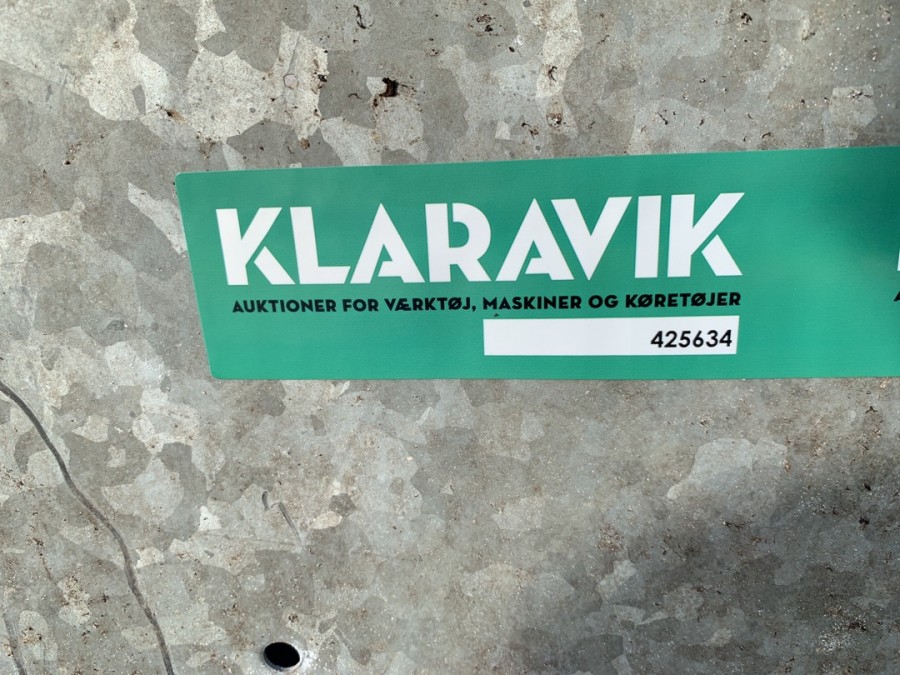 KLARAVIK
AUKTIONER FOR VÆRKTØJ, MASKINER OG KØRETØJER
425634